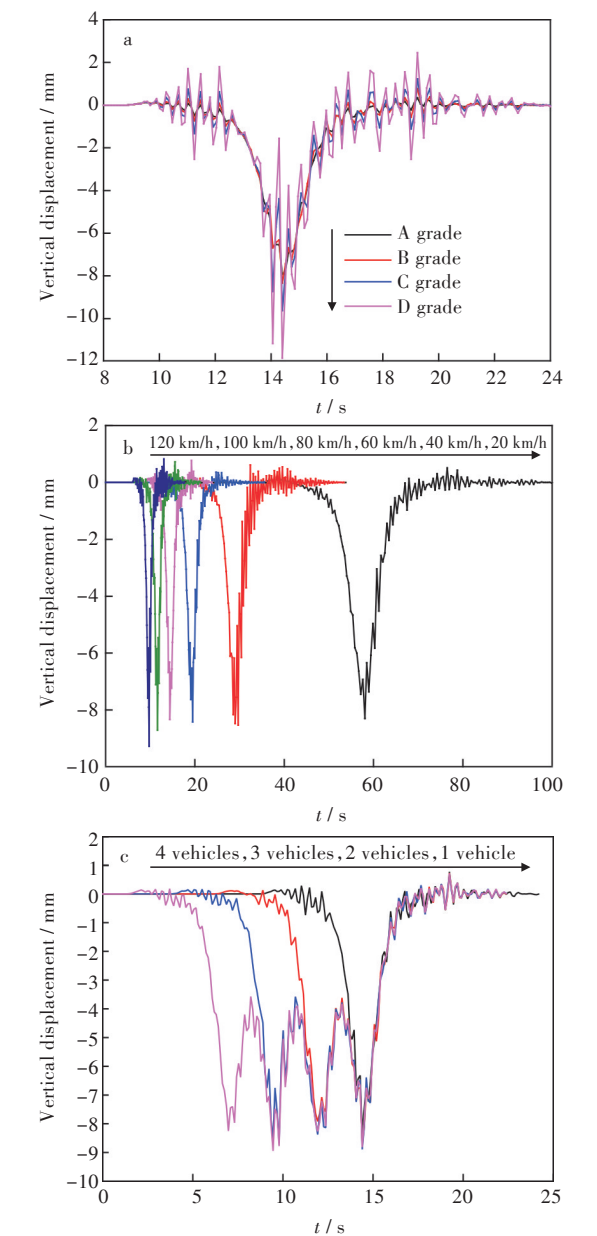 4
a
2
0
−2
−4
−6
−8
−10
−12
Vertical displacement / mm
A grade
B grade
C grade
D grade
8 10 12 14 16 18 20 22 24
t / s
2
b
120 km/h,100 km/h,80 km/h,60 km/h,40 km/h,20 km/h
0
−2
−4
−6
−8
−10
Vertical displacement / mm
0 20 40 60 80 100
t / s
2
c
4 vehicles,3 vehicles,2 vehicles,1 vehicle
1
0
−1
−2
−3
−4
−5
−6
−7
−8
−9
−10
Vertical displacement / mm
0 5 10 15 20 25
t / s